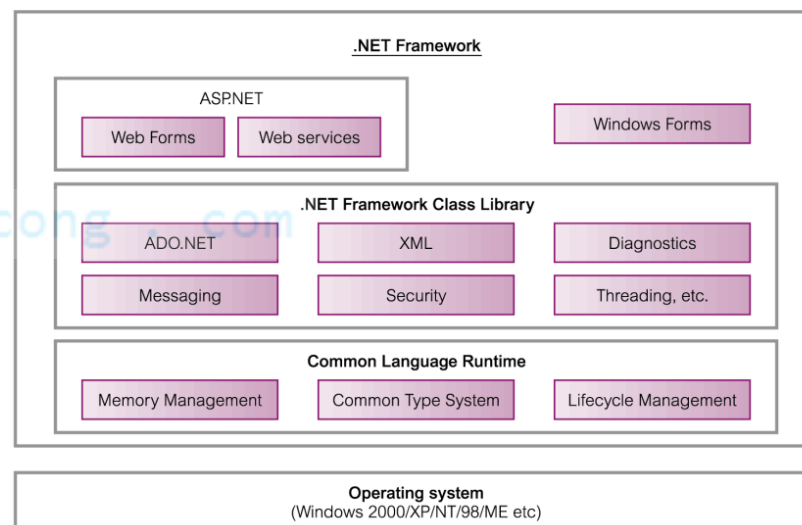 .NET Framework
ASP.NET
Web Forms
Web services
Windows Forms
.NET Framework Class Library
ADO.NET
XML
Diagnostics
Messaging
Security
Threading, etc.
Common Language Runtime
Memory Management
Common Type System
Lifecycle Management
Operating system
(Windows 2000/XP/NT/98/ME etc)
cong . com